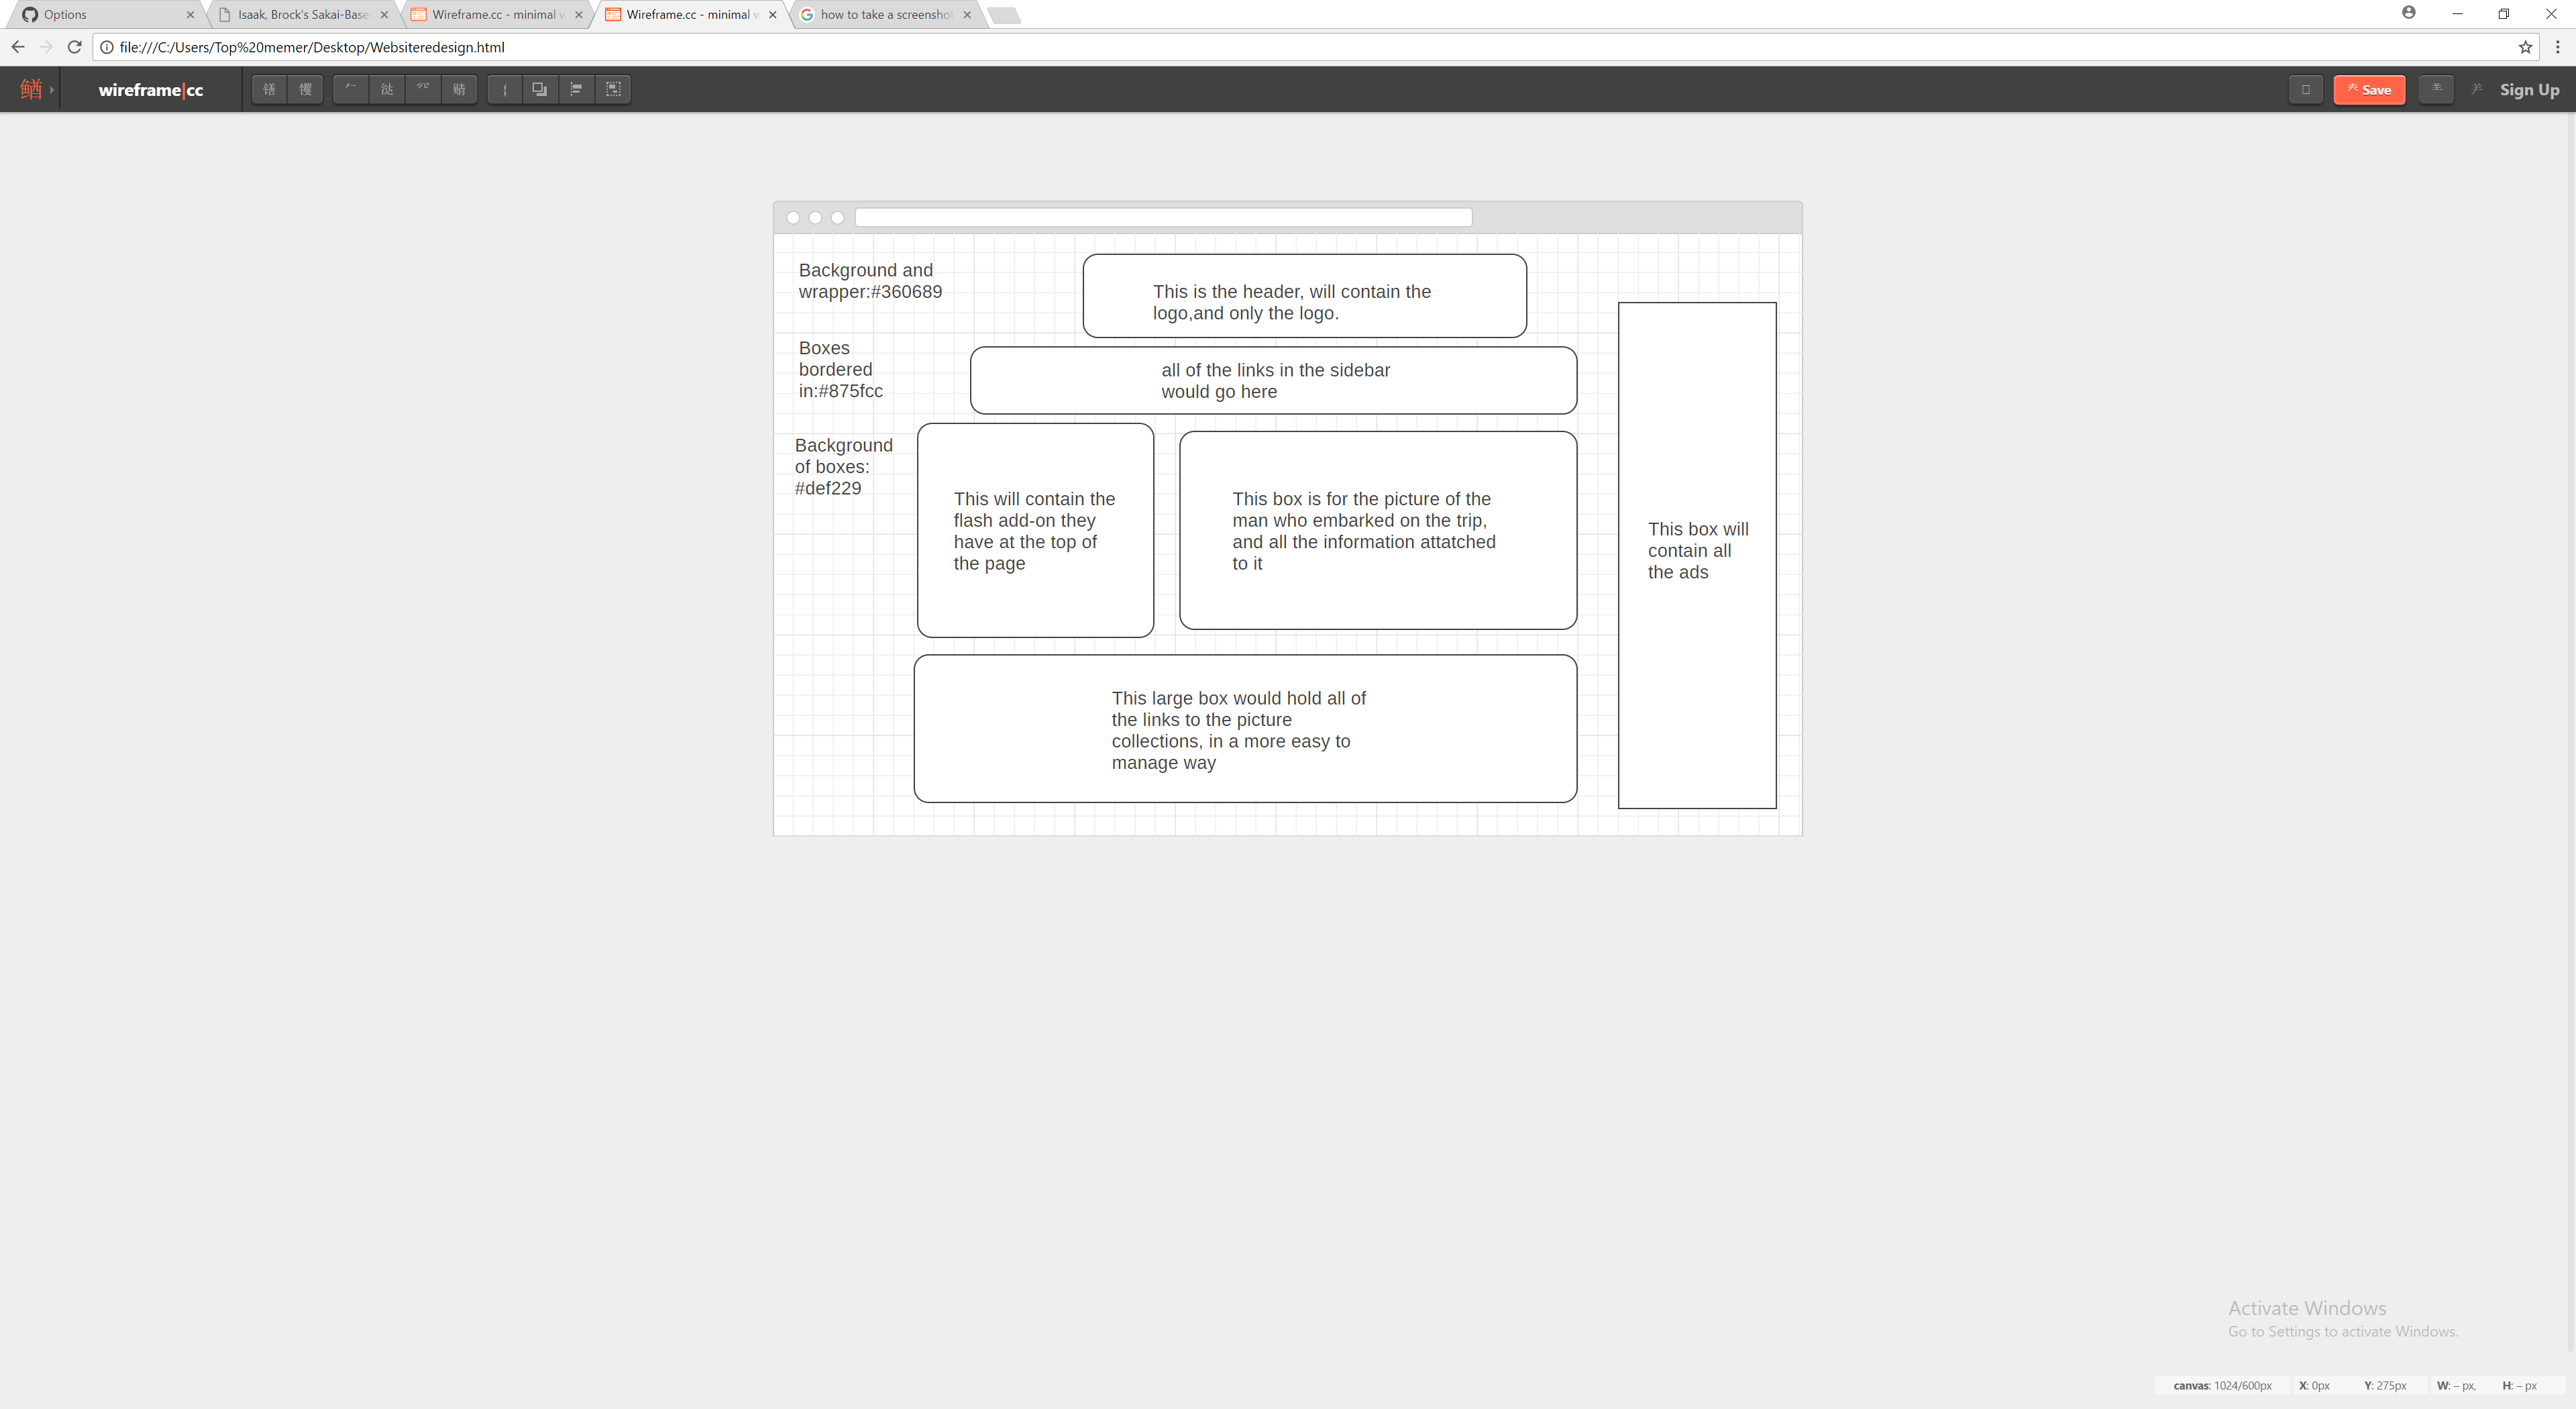 Options
Isaak, Brock's Sakai-Base
Wireframe.cc - minimal w
Wireframe.cc - minimal w
how to take a screenshot
file:///C:/Users/Top%20memer/Desktop/Websiteredesign.html
鲻 wireframe|cc
Save
Sign Up
Background and
wrapper:#360689
This is the header, will contain the
logo,and only the logo.
Boxes
bordered
in:#875fcc
all of the links in the sidebar
would go here
Background
of boxes:
#def229
This will contain the
flash add-on they
have at the top of
the page
This box is for the picture of the
man who embarked on the trip,
and all the information attatched
to it
This box will
contain all
the ads
This large box would hold all of
the links to the picture
collections, in a more easy to
manage way
Activate Windows
Go to Settings to activate Windows.
canvas: 1024/600px X: 0px Y: 275px W: – px, H: – px